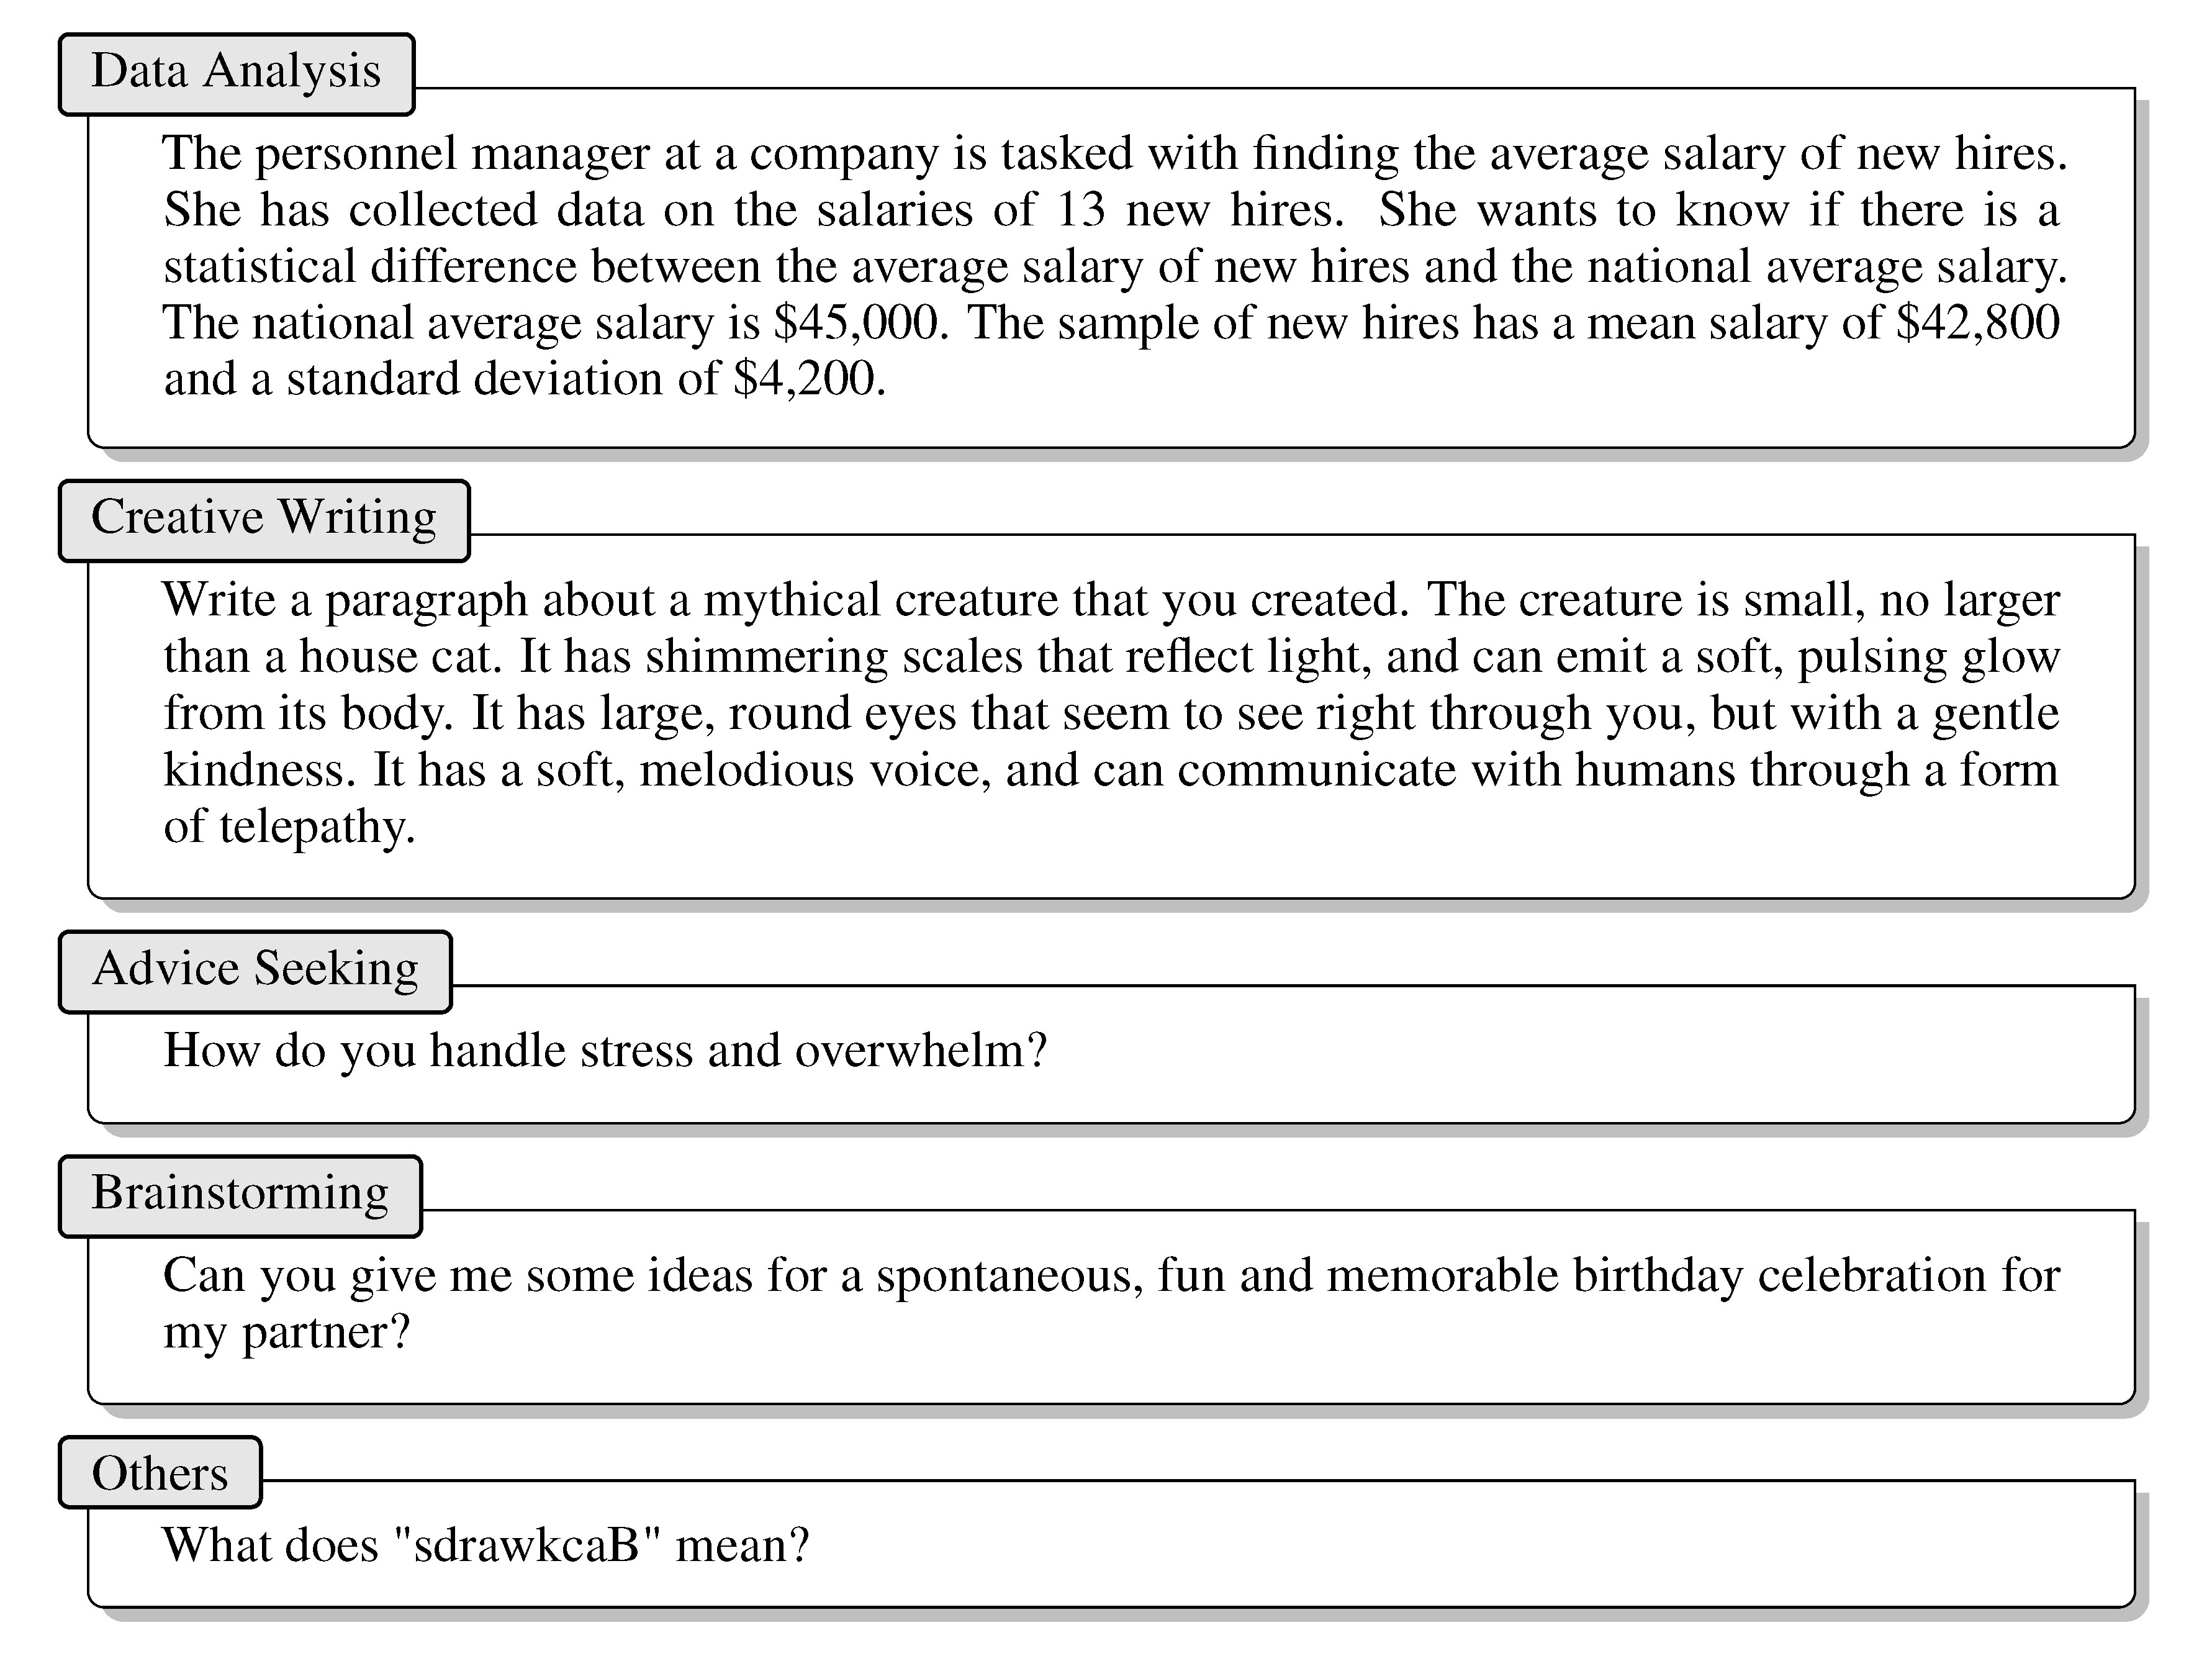 Data Analysis
The personnel manager at a company is tasked with finding the average salary of new hires.
She has collected data on the salaries of 13 new hires. She wants to know if there is a
statistical difference between the average salary of new hires and the national average salary.
The national average salary is $45,000. The sample of new hires has a mean salary of $42,800
and a standard deviation of $4,200.
Creative Writing
Write a paragraph about a mythical creature that you created. The creature is small, no larger
than a house cat. It has shimmering scales that reflect light, and can emit a soft, pulsing glow
from its body. It has large, round eyes that seem to see right through you, but with a gentle
kindness. It has a soft, melodious voice, and can communicate with humans through a form
of telepathy.
Advice Seeking
How do you handle stress and overwhelm?
Brainstorming
Can you give me some ideas for a spontaneous, fun and memorable birthday celebration for
my partner?
Others
What does "sdrawkcaB" mean?